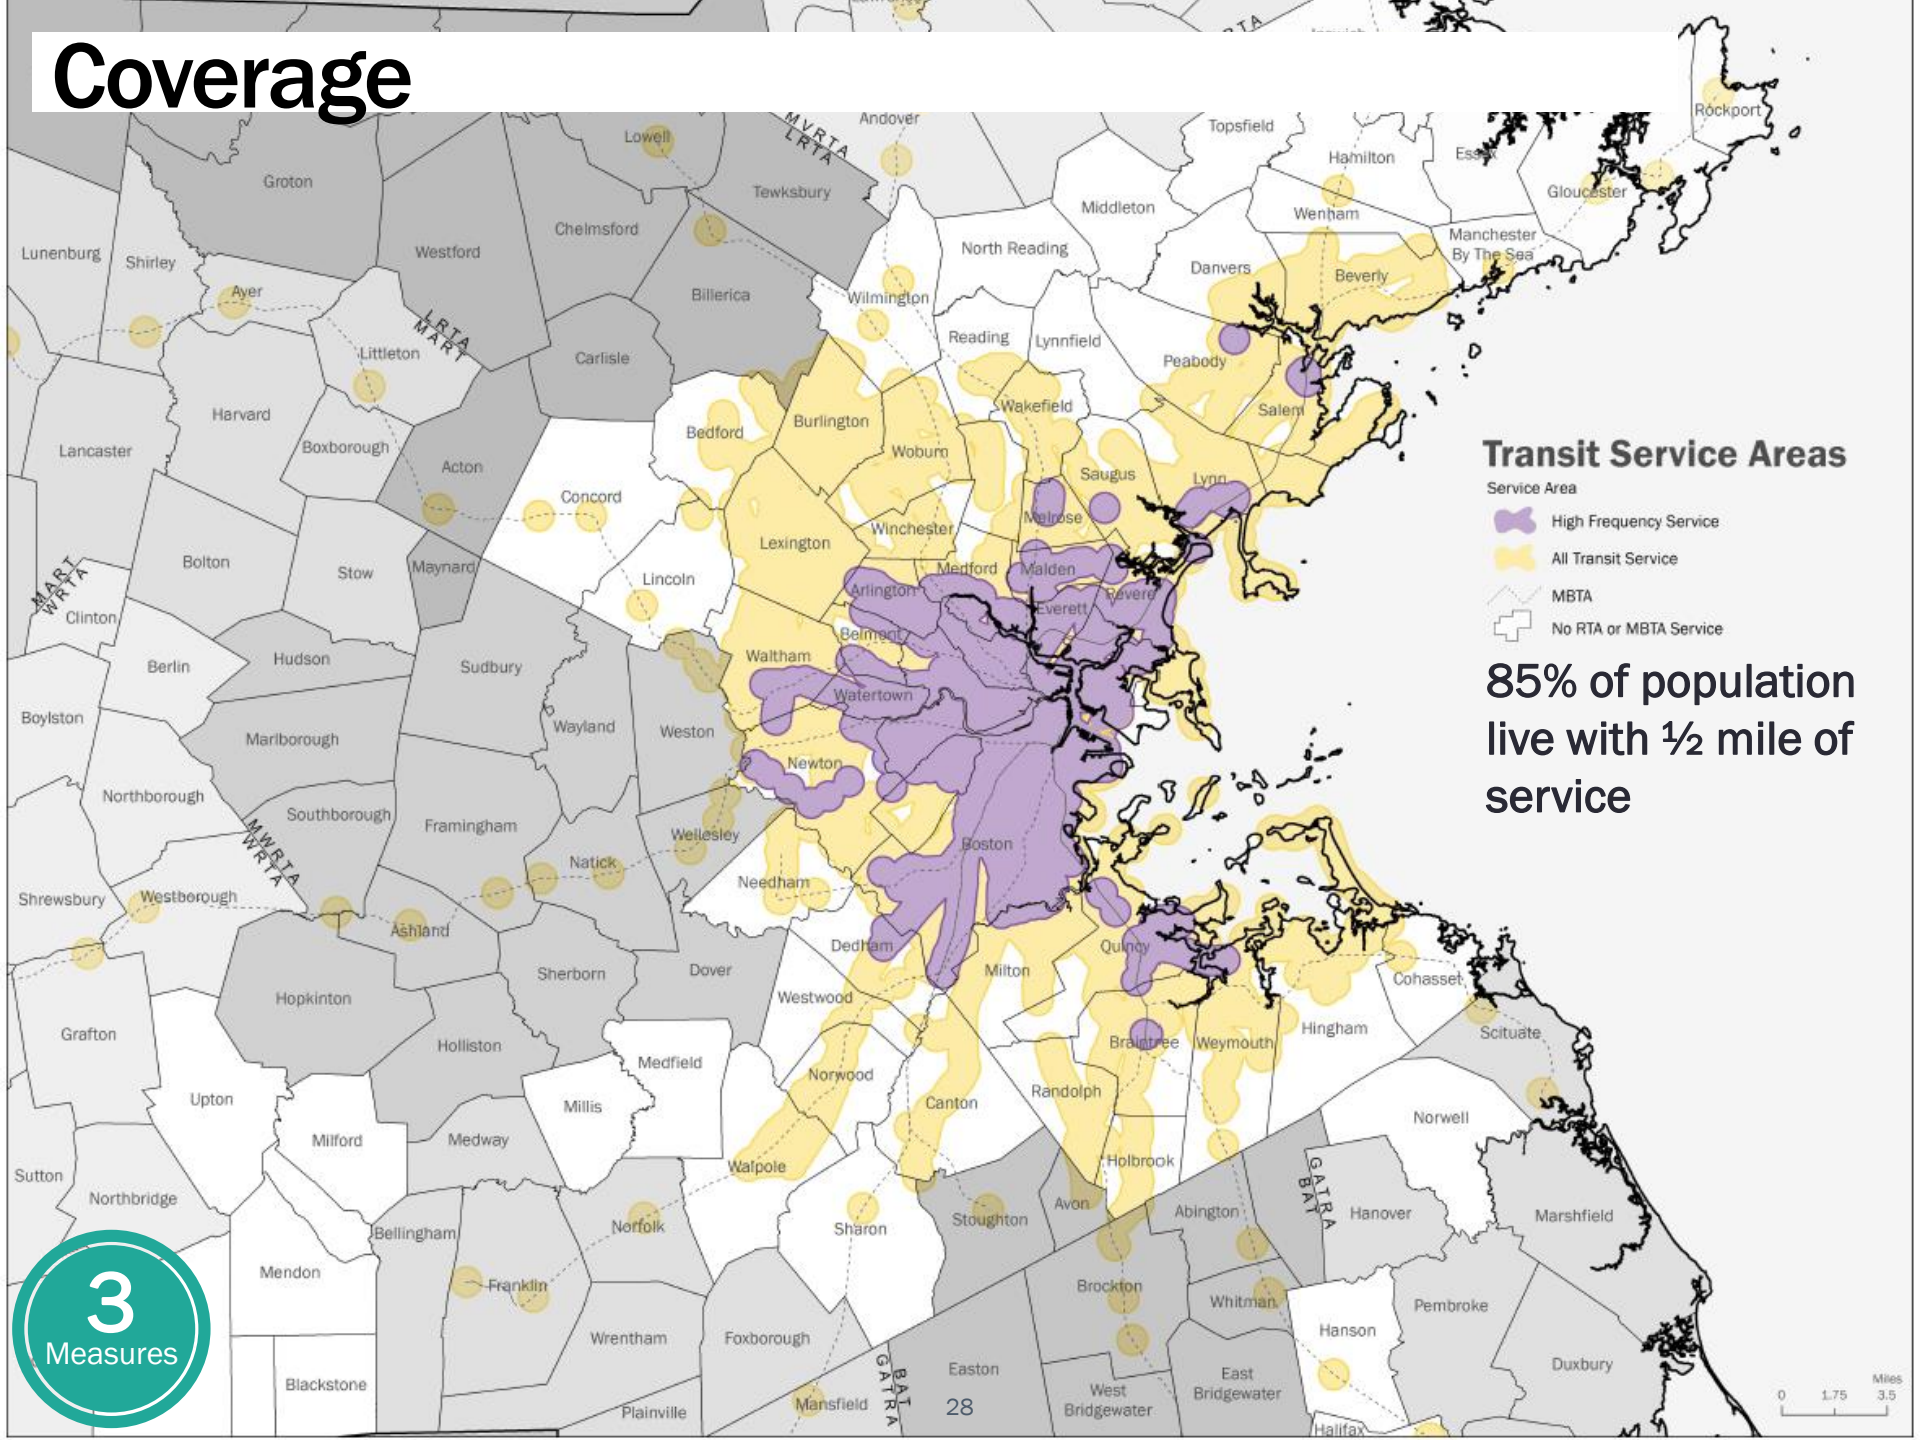 Coverage
RTA
MVRTA
LRTA
Andover
Lowell
Topsfield
Rockport
Hamilton
Essex
Groton
Tewksbury
Gloucester
Middleton
Wenham
Chelmsford
Westford
North Reading
Manchester
By The Sea
Lunenburg
Shirley
Danvers
Beverly
Ayer
Billerica
Wilmington
LRTA
MART
Reading
Lynnfield
Littleton
Carlisle
Peabody
Harvard
Wakefield
Salem
Burlington
Bedford
Lancaster
Boxborough
Woburn
Acton
Saugus
Lynn
Concord
Melrose
Winchester
Lexington
Transit Service Areas
Service Area
High Frequency Service
All Transit Service
MBTA
No RTA or MBTA Service
85% of population
live with ½ mile of
service
MART
WRTA
Bolton
Stow
Maynard
Lincoln
Medford
Malden
Arlington
Revere
Everett
Clinton
Belmont
Berlin
Hudson
Sudbury
Waltham
Watertown
Boylston
Marlborough
Wayland
Weston
Newton
Northborough
Southborough
Framingham
MWRTA
WRTA
Wellesley
Boston
Natick
Needham
Shrewsbury
Westborough
Ashland
Dedham
Quincy
Sherborn
Dover
Milton
Cohasset
Hopkinton
Westwood
Grafton
Holliston
Hingham
Scituate
Braintree
Weymouth
Medfield
Norwood
Upton
Millis
Canton
Randolph
Norwell
Milford
Medway
Walpole
Holbrook
Sutton
Northbridge
GATRA
BAT
Avon
Abington
Hanover
Marshfield
Stoughton
Sharon
Norfolk
Bellingham
Mendon
Franklin
Brockton
Whitman
Pembroke
3
Measures
Wrentham
Foxborough
Hanson
Duxbury
Blackstone
Easton
East
Bridgewater
West
Bridgewater
BAT
GATRA
Mansfield
Plainville
28
Halifax
Miles
0 1.75 3.5